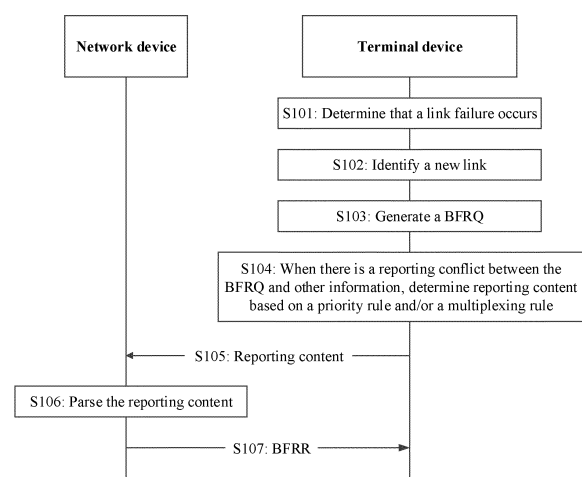 Network device
Terminal device
S101: Determine that a link failure occurs
S102: Identify a new link
S103: Generate a BFRQ
S104: When there is a reporting conflict between the
BFRQ and other information, determine reporting content
based on a priority rule and/or a multiplexing rule
S105: Reporting content
S106: Parse the reporting content
S107: BFRR